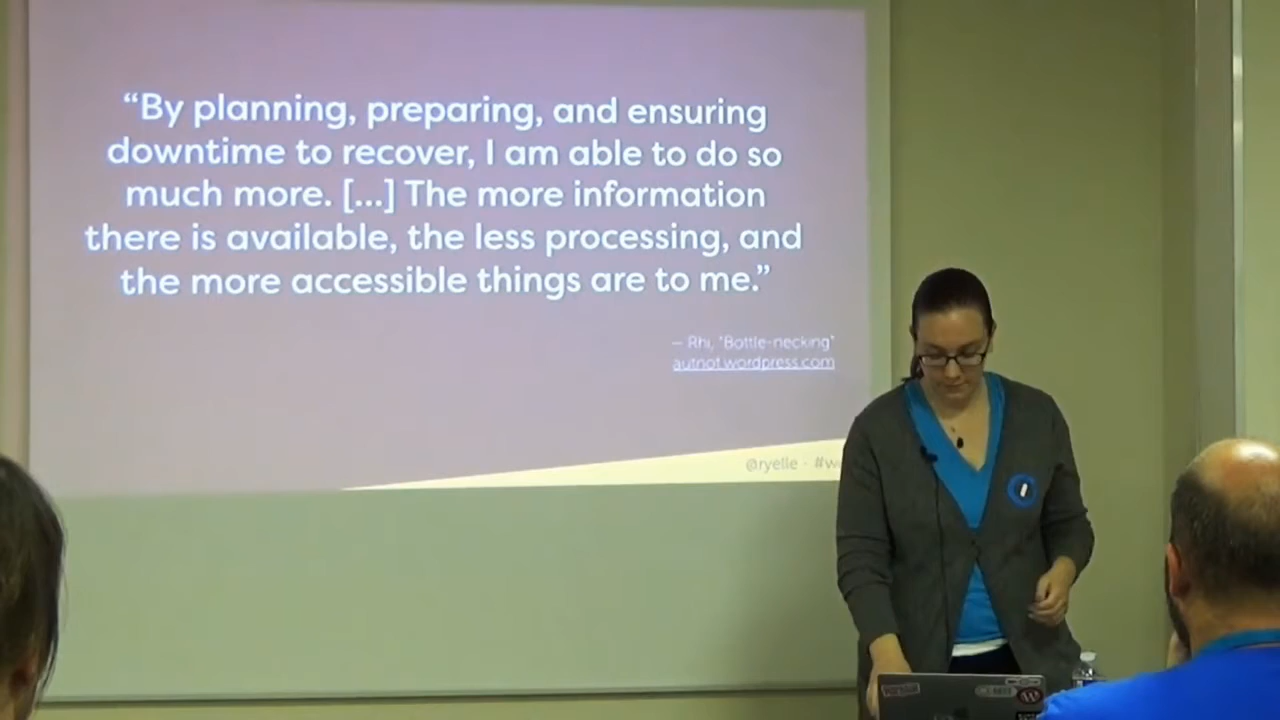 “By planning, preparing, and ensuring
downtime to recover, I am able to do so
much more. [...] The more information
there is available, the less processing, and
the more accessible things are to me.”
— Rhi, "Bottle-necking"
autnot.wordpress.com
@ryelle · #w